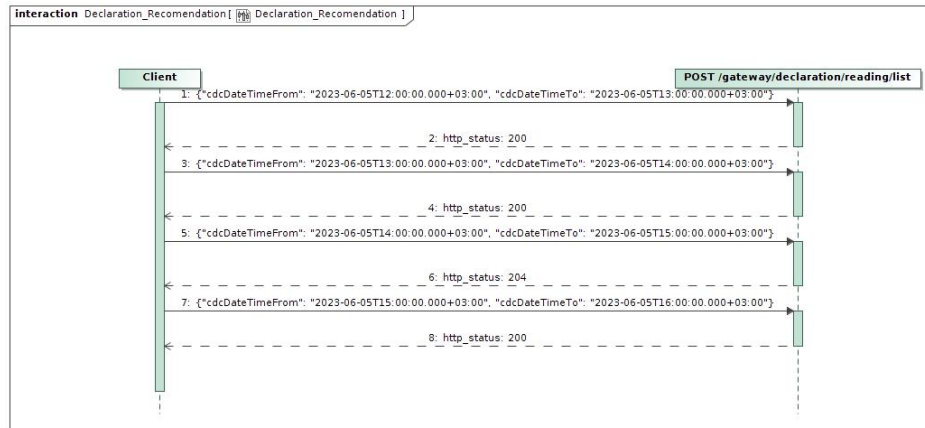 interaction Declaration_Recomendation [ Declaration_Recomendation ]
Client
POST /gateway/declaration/reading/list
1: {"cdcDateTimeFrom": "2023-06-05T12:00:00.000+03:00", "cdcDateTimeTo": "2023-06-05T13:00:00.000+03:00"}
2: http_status: 200
3: {"cdcDateTimeFrom": "2023-06-05T13:00:00.000+03:00", "cdcDateTimeTo": "2023-06-05T14:00:00.000+03:00"}
4: http_status: 200
5: {"cdcDateTimeFrom": "2023-06-05T14:00:00.000+03:00", "cdcDateTimeTo": "2023-06-05T15:00:00.000+03:00"}
6: http_status: 204
7: {"cdcDateTimeFrom": "2023-06-05T15:00:00.000+03:00", "cdcDateTimeTo": "2023-06-05T16:00:00.000+03:00"}
8: http_status: 200